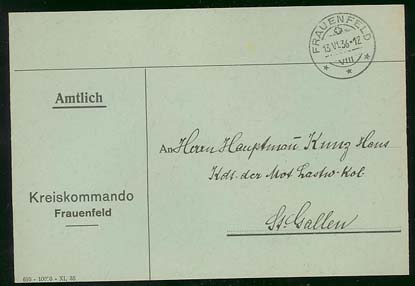 FRAUENFELD
13.VI.36-12
VIII
Amtlich
An Herrn Hauptmann Kunz Hans
Kdt. der Mot Lastw-Kol
St. Gallen
Kreiskommando
Frauenfeld